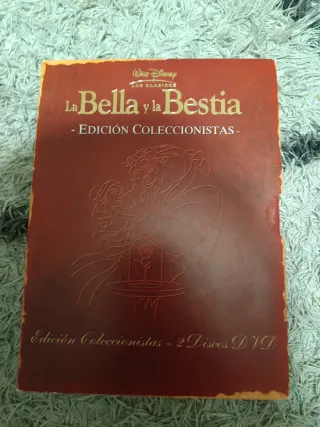 Walt Disney
LOS CLÁSICOS
La Bella y la Bestia
- EDICIÓN COLECCIONISTAS -
Edición Coleccionistas - 2 Discos DVD